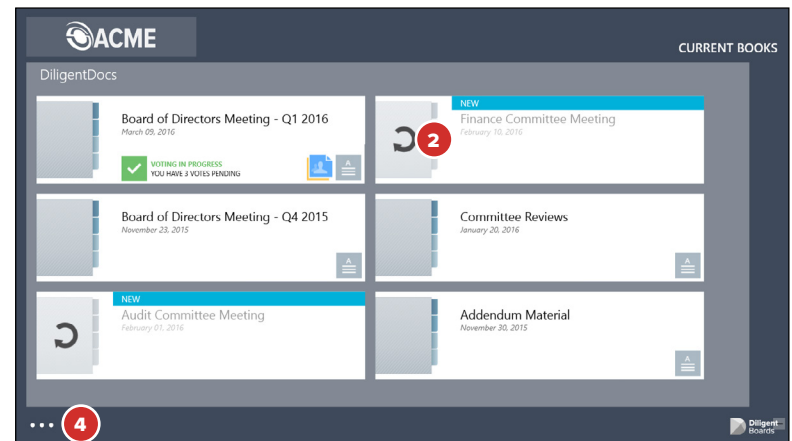 ACME
CURRENT BOOKS
DiligentDocs
Board of Directors Meeting - Q1 2016
March 09, 2016
VOTING IN PROGRESS
YOU HAVE 3 VOTES PENDING
A
NEW
Finance Committee Meeting
February 10, 2016
2
Board of Directors Meeting - Q4 2015
November 23, 2015
A
Committee Reviews
January 20, 2016
A
NEW
Audit Committee Meeting
February 01, 2016
Addendum Material
November 30, 2015
A
4
Diligent
Boards